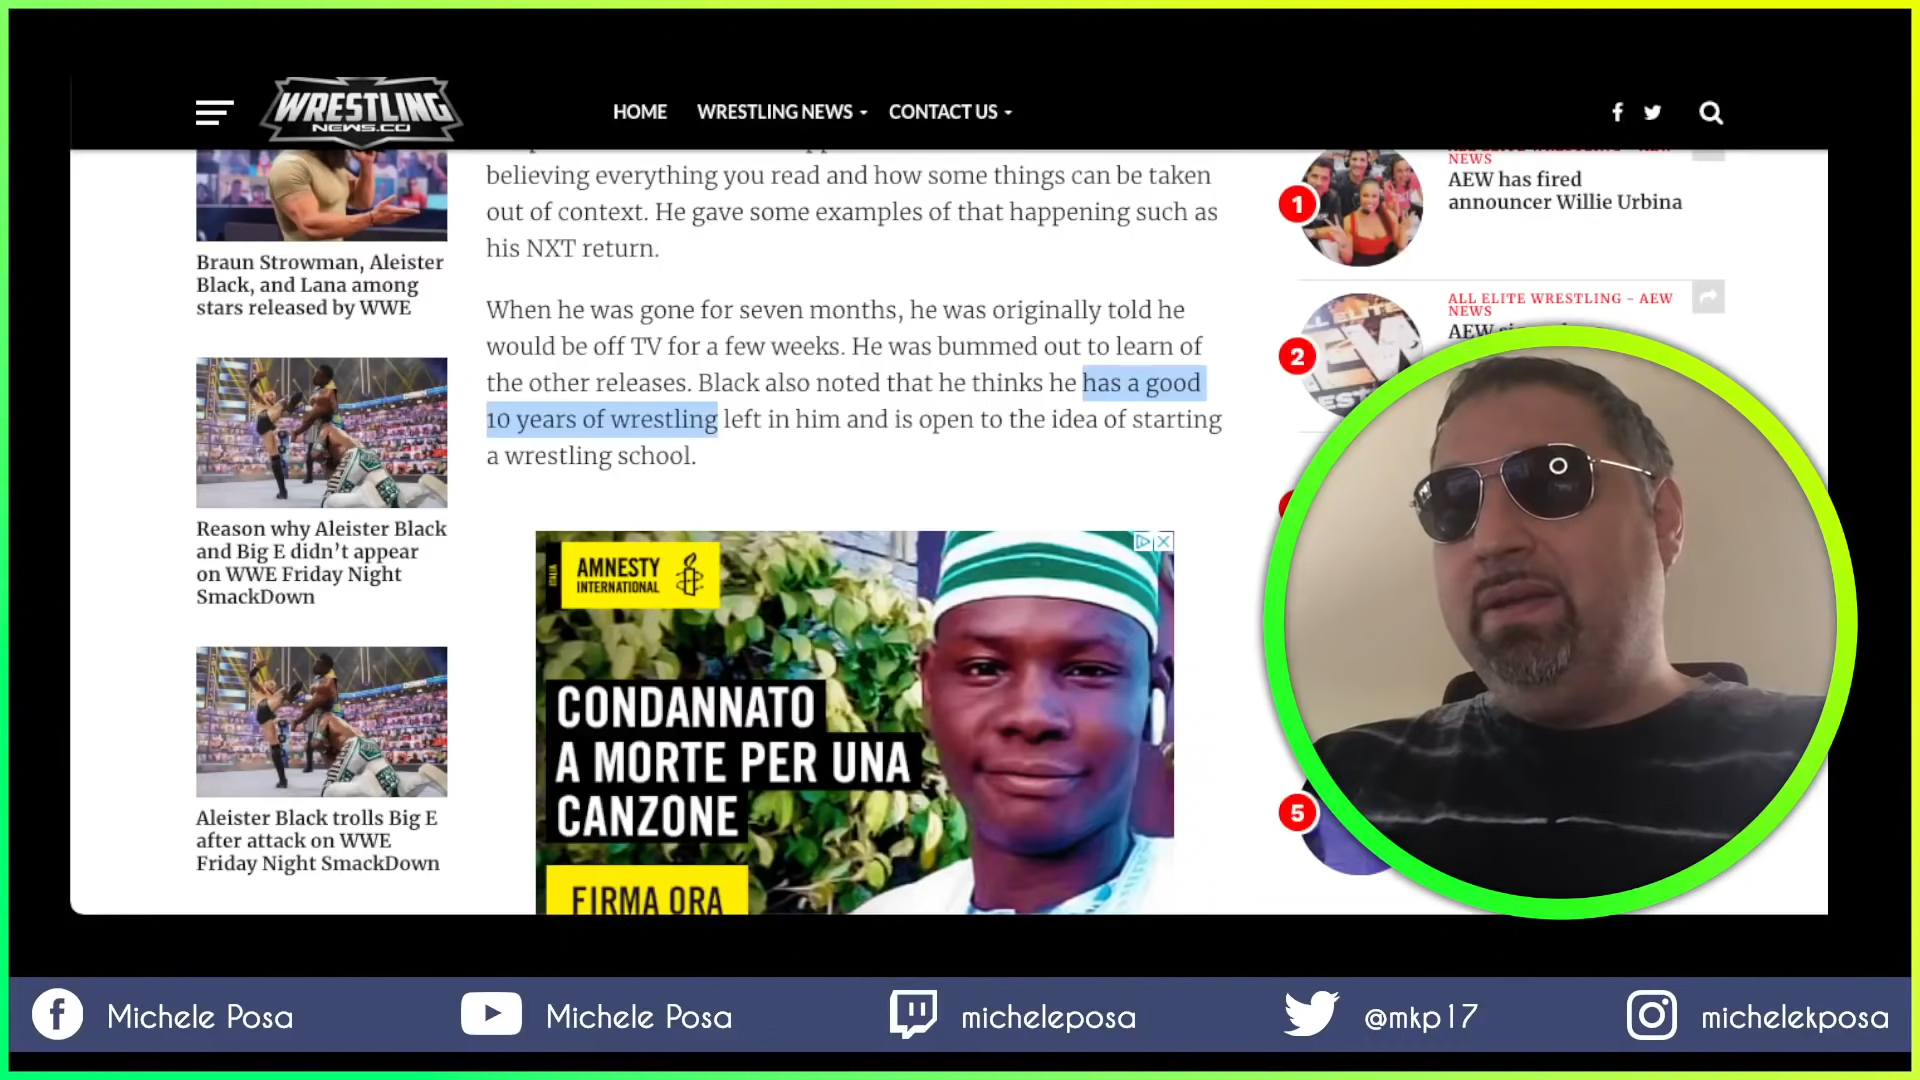 WRESTLING
NEWS.CO
HOME
WRESTLING NEWS
CONTACT US
Braun Strowman, Aleister
Black, and Lana among
stars released by WWE
Reason why Aleister Black
and Big E didn't appear
on WWE Friday Night
SmackDown
Aleister Black trolls Big E
after attack on WWE
Friday Night SmackDown
believing everything you read and how some things can be taken
out of context. He gave some examples of that happening such as
his NXT return.
When he was gone for seven months, he was originally told he
would be off TV for a few weeks. He was bummed out to learn of
the other releases. Black also noted that he thinks he has a good
10 years of wrestling left in him and is open to the idea of starting
a wrestling school.
ITALIA
AMNESTY
INTERNATIONAL
CONDANNATO
A MORTE PER UNA
CANZONE
FIRMA ORA
1
ALL ELITE WRESTLING - AEW
NEWS
AEW has fired
announcer Willie Urbina
2
ALL ELITE WRESTLING - AEW
NEWS
AEW
5
Michele Posa
Michele Posa
micheleposa
@mkp17
michelekposa